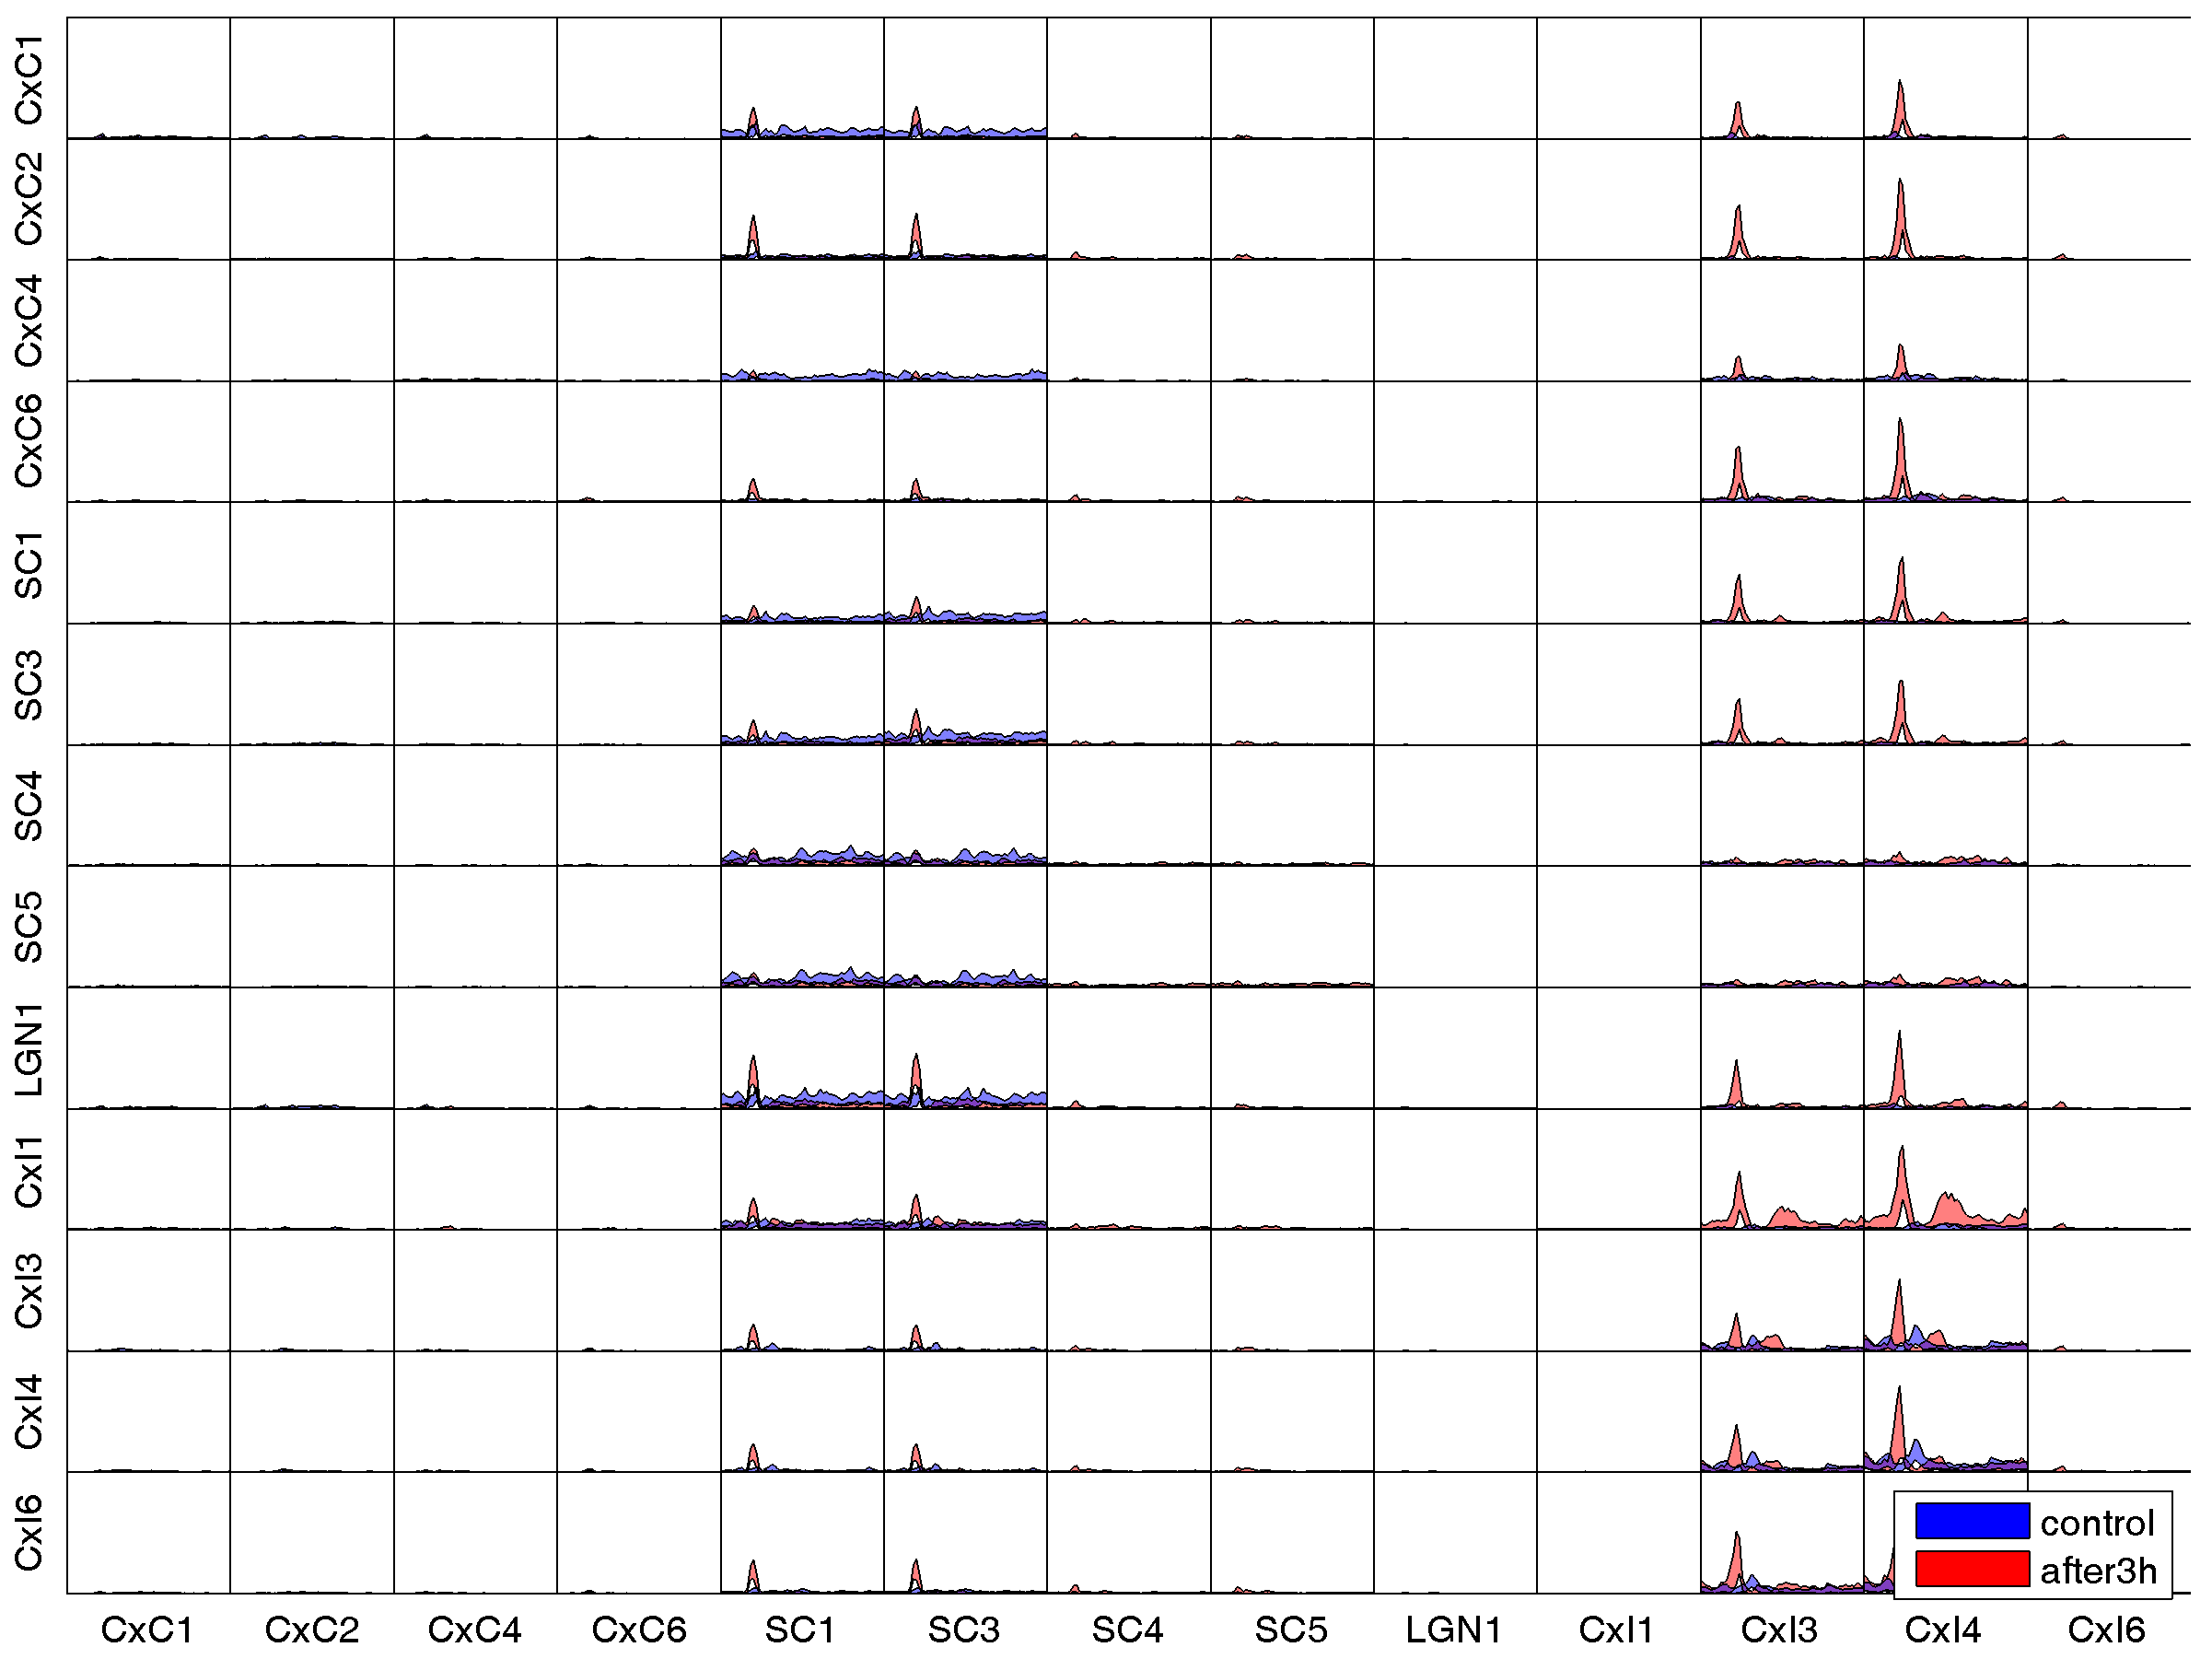 CxC1
CxC2
CxC4
CxC6
SC1
SC3
SC4
SC5
LGN1
CxI1
CxI3
CxI4
CxI6
control
after3h
CxC1 CxC2 CxC4 CxC6 SC1 SC3 SC4 SC5 LGN1 CxI1 CxI3 CxI4 CxI6